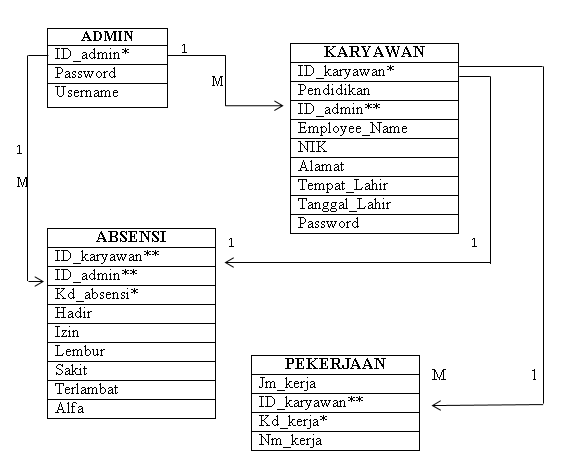 ADMIN
ID_admin*
Password
Username
1
M
1
M
KARYAWAN
ID_karyawan*
Pendidikan
ID_admin**
Employee_Name
NIK
Alamat
Tempat_Lahir
Tanggal_Lahir
Password
ABSENSI
ID_karyawan**
ID_admin**
Kd_absensi*
Hadir
Izin
Lembur
Sakit
Terlambat
Alfa
1
1
PEKERJAAN
Jm_kerja
ID_karyawan**
Kd_kerja*
Nm_kerja
M
1